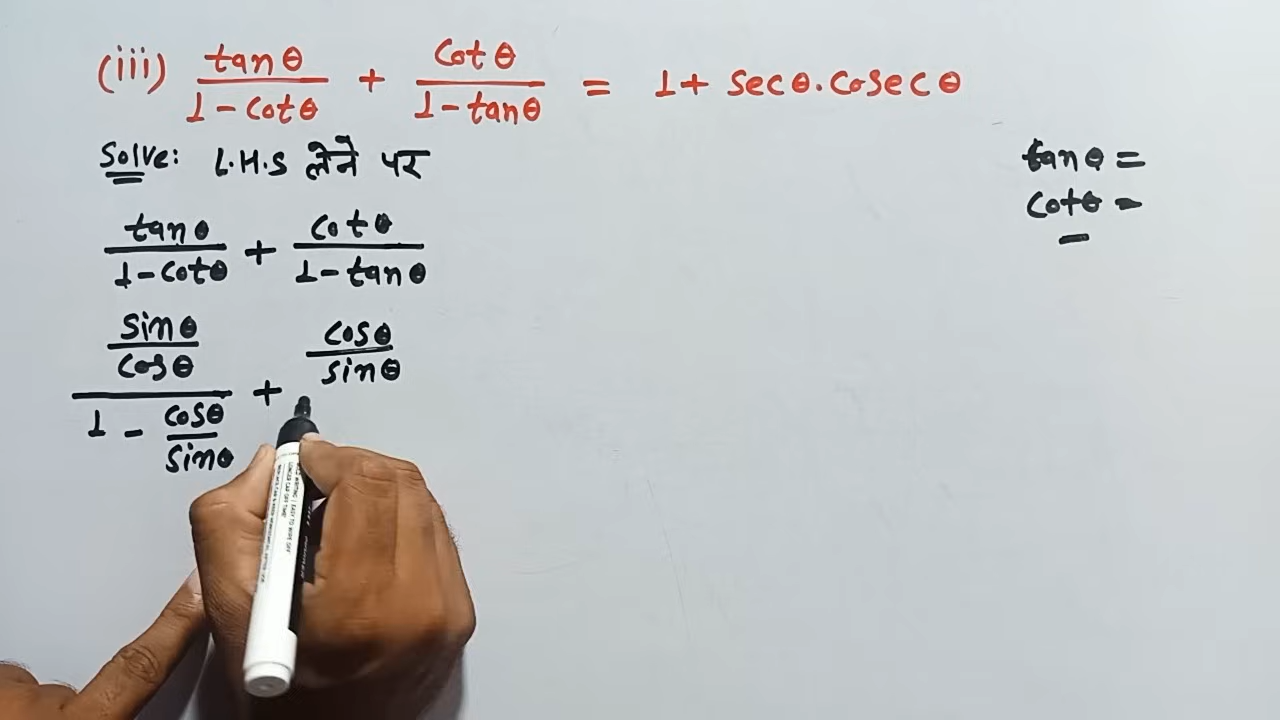 (iii) tanθ / 1-cotθ + cotθ / 1-tanθ = 1+ secθ.cosecθ
Solve: L.H.S लेने पर
tanθ =
cotθ =
tanθ / 1-cotθ + cotθ / 1-tanθ
sinθ/cosθ / 1 - cosθ/sinθ + cosθ/sinθ